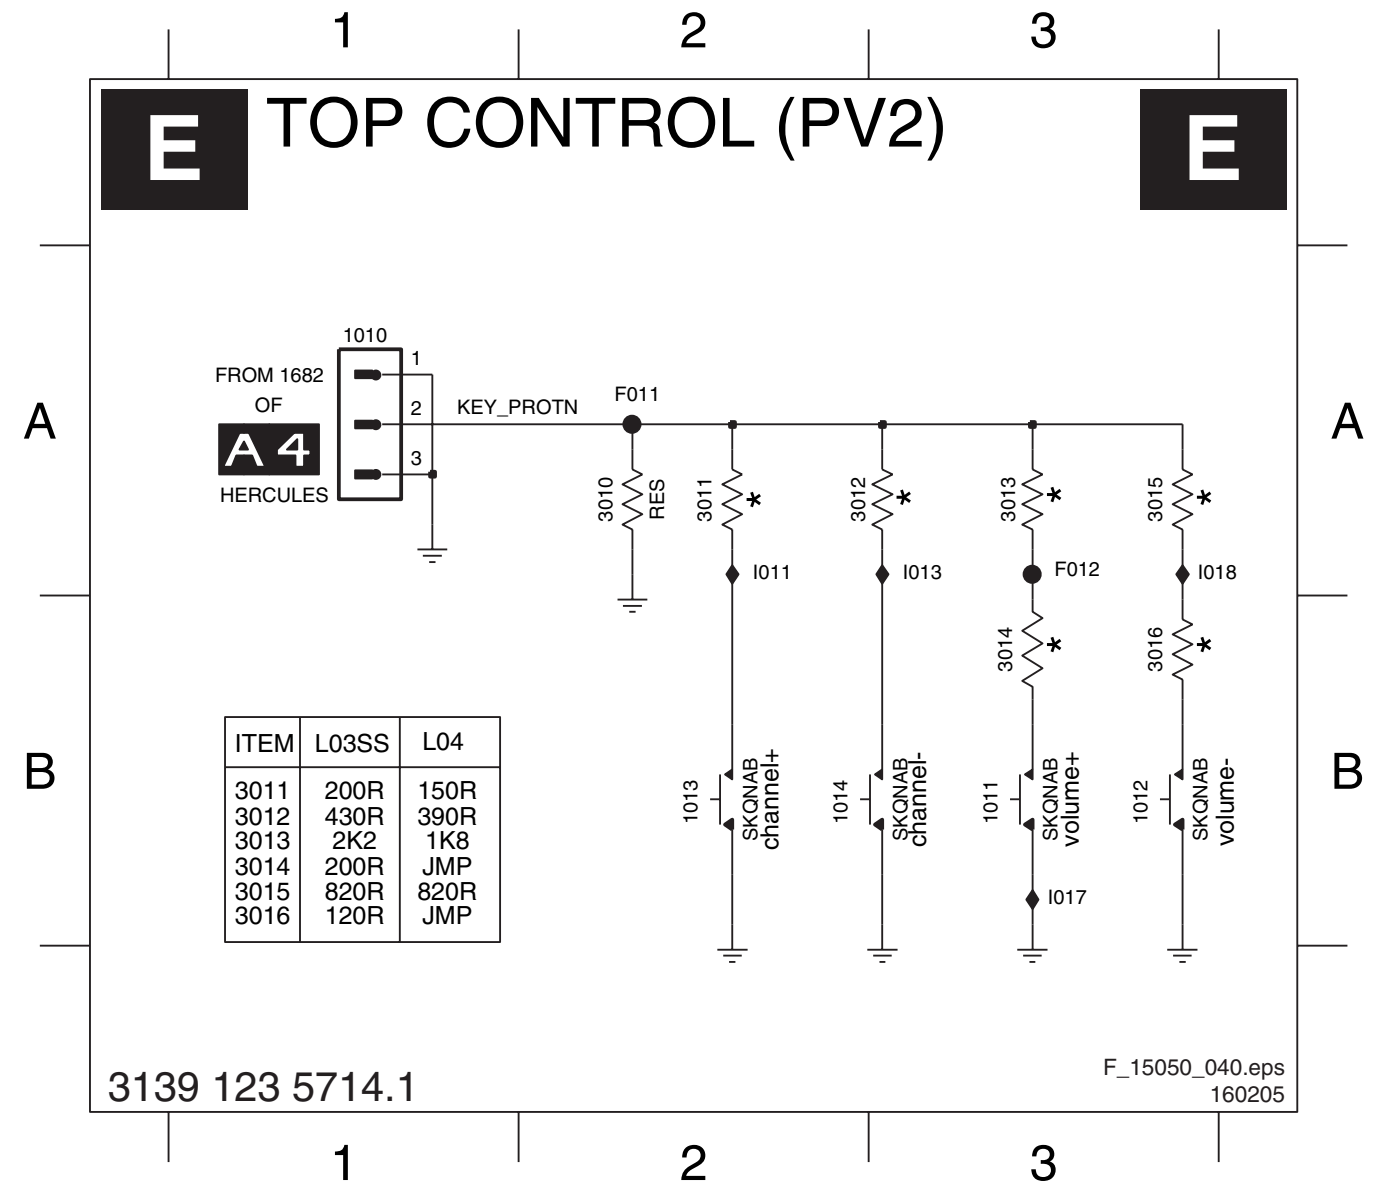 1 2 3
E TOP CONTROL (PV2) E
1010
FROM 1682
OF
A 4
HERCULES
1
2
3
KEY_PROTN
F011
A A
3010
RES
3011
*
3012
*
3013
*
3015
*
I011
I013
F012
I018
3014
*
3016
*
B B
1013
SKQNAB
channel+
1014
SKQNAB
channel-
1011
SKQNAB
volume+
1012
SKQNAB
volume-
I017
ITEM L03SS L04
3011 200R 150R
3012 430R 390R
3013 2K2 1K8
3014 200R JMP
3015 820R 820R
3016 120R JMP
3139 123 5714.1
F_15050_040.eps
160205
1 2 3